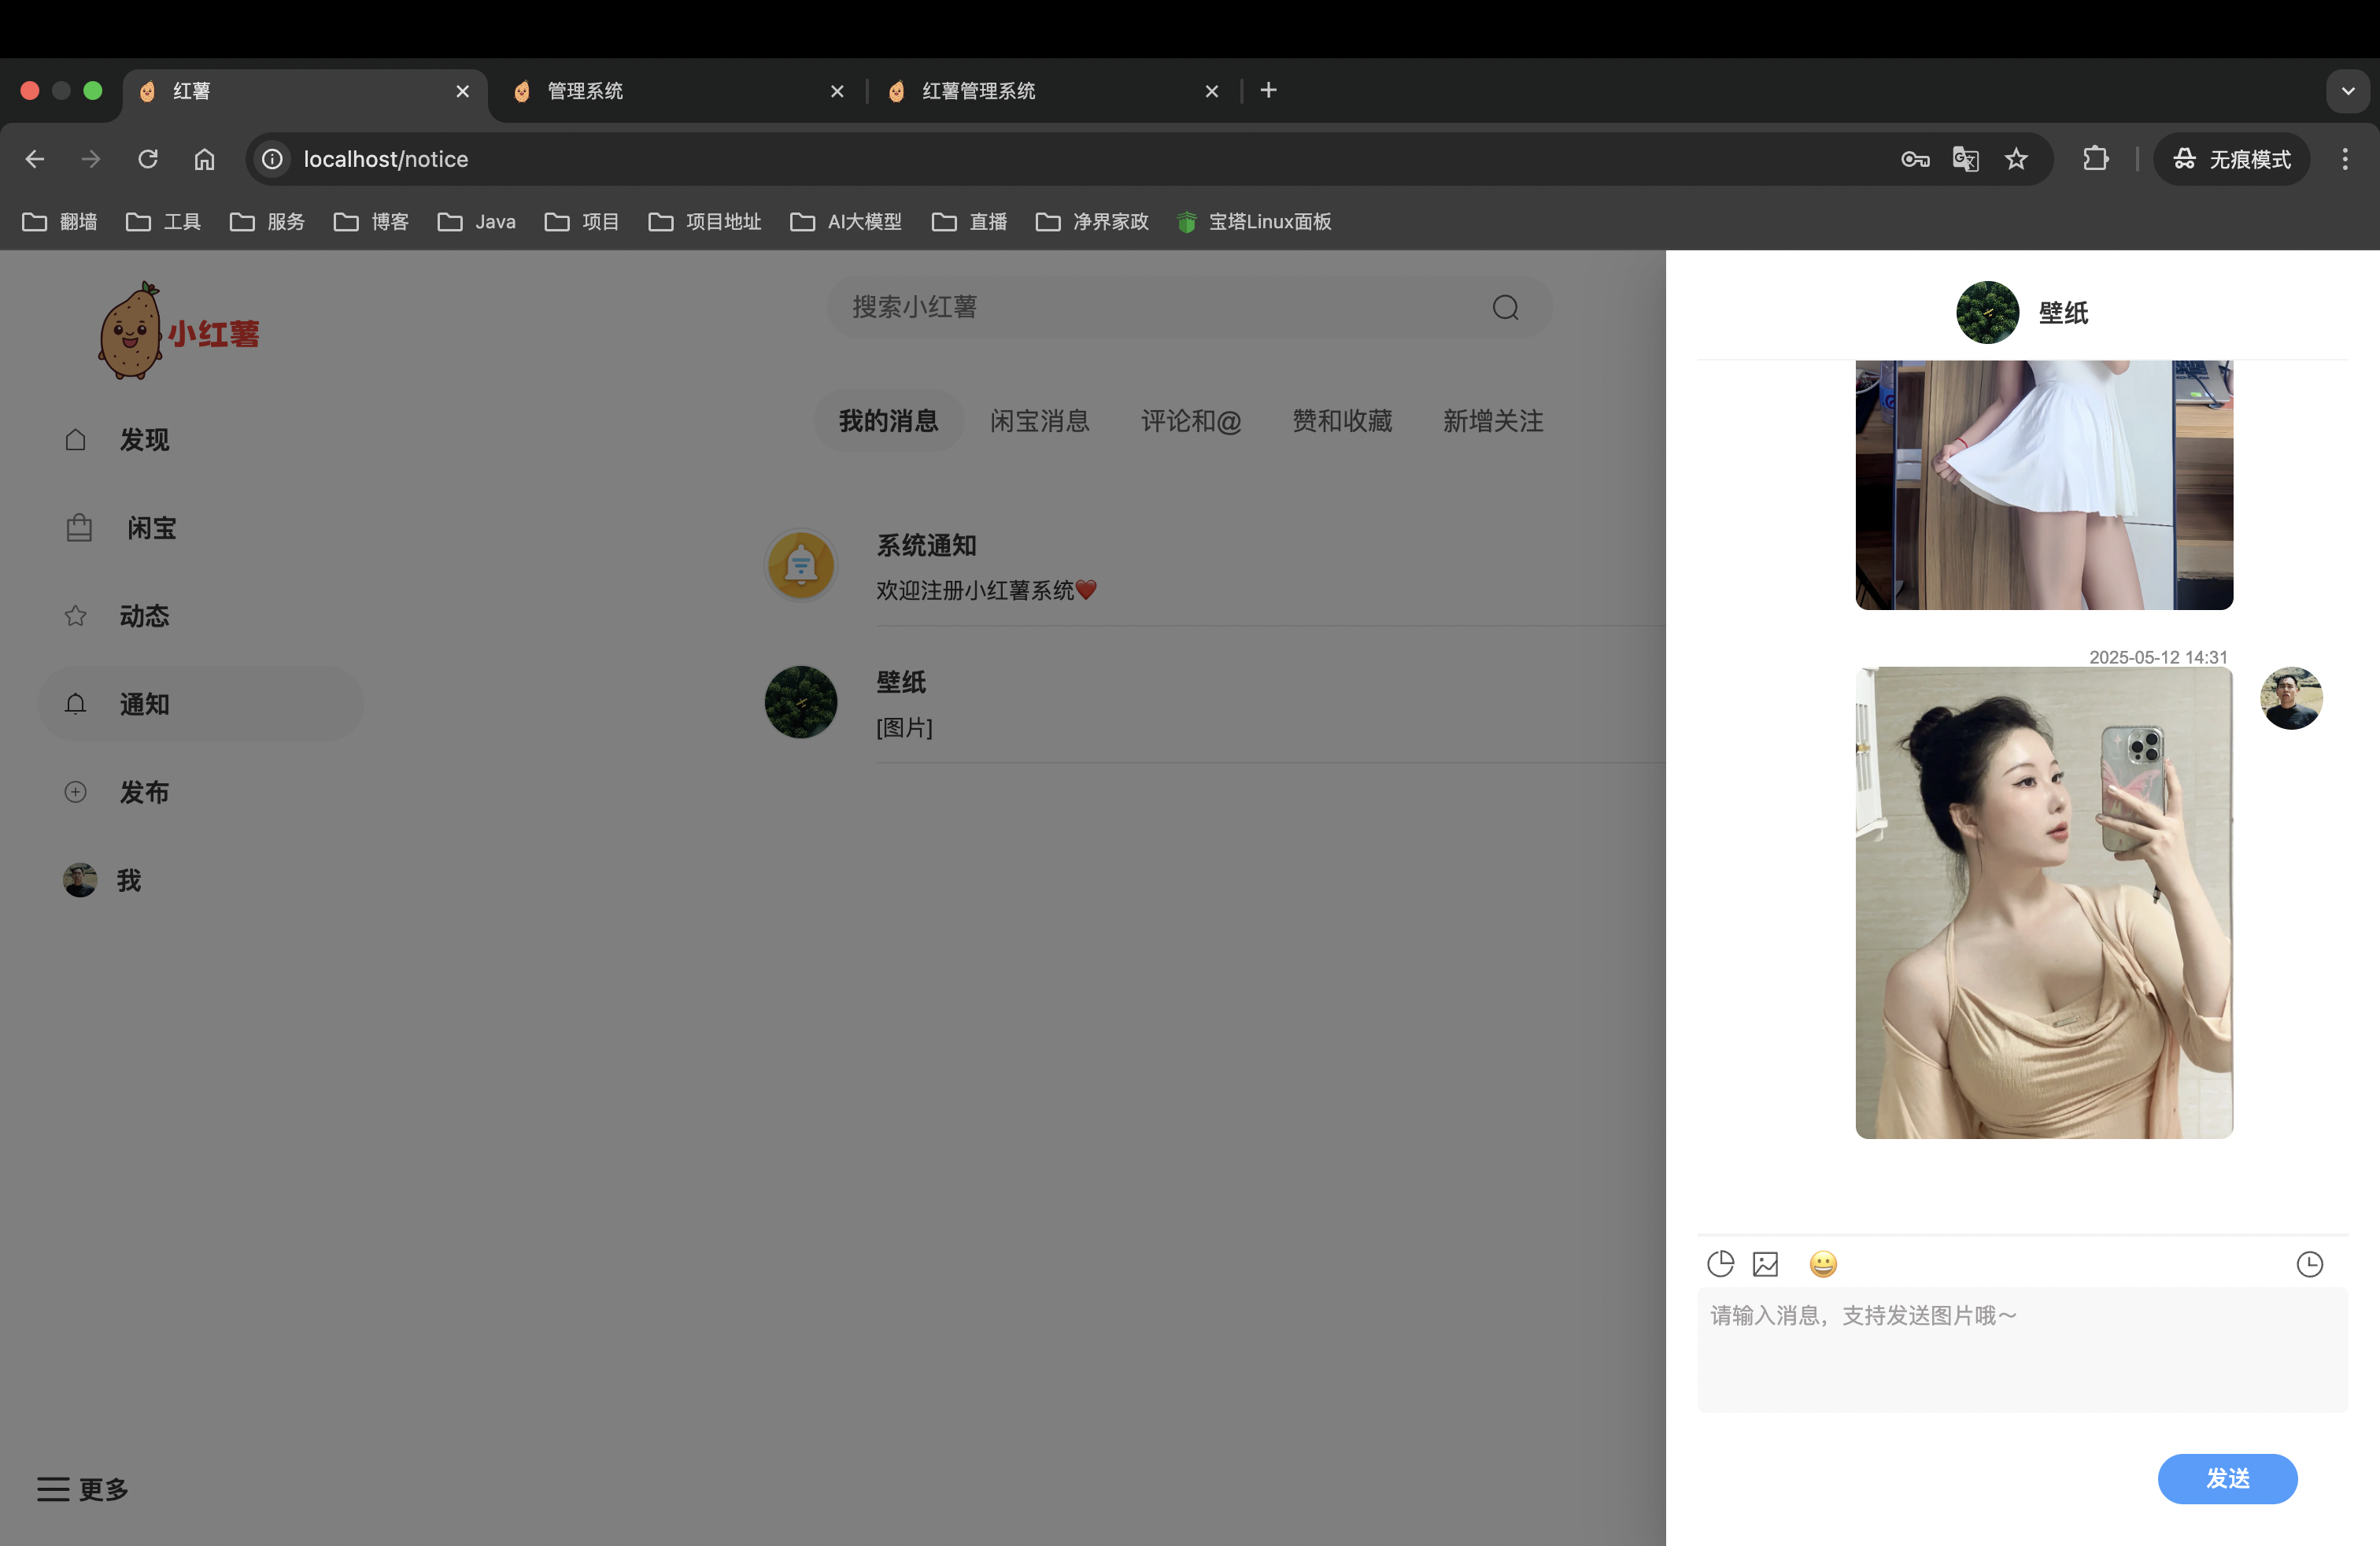 红薯
管理系统
红薯管理系统
localhost/notice
无痕模式
翻墙
工具
服务
博客
Java
项目
项目地址
AI大模型
直播
净界家政
宝塔Linux面板
小红薯
搜索小红薯
发现
闲宝
动态
通知
发布
我
更多
我的消息
闲宝消息
评论和@
赞和收藏
新增关注
系统通知
欢迎注册小红薯系统❤️
壁纸
[图片]
壁纸
2025-05-12 14:31
请输入消息，支持发送图片哦～
发送